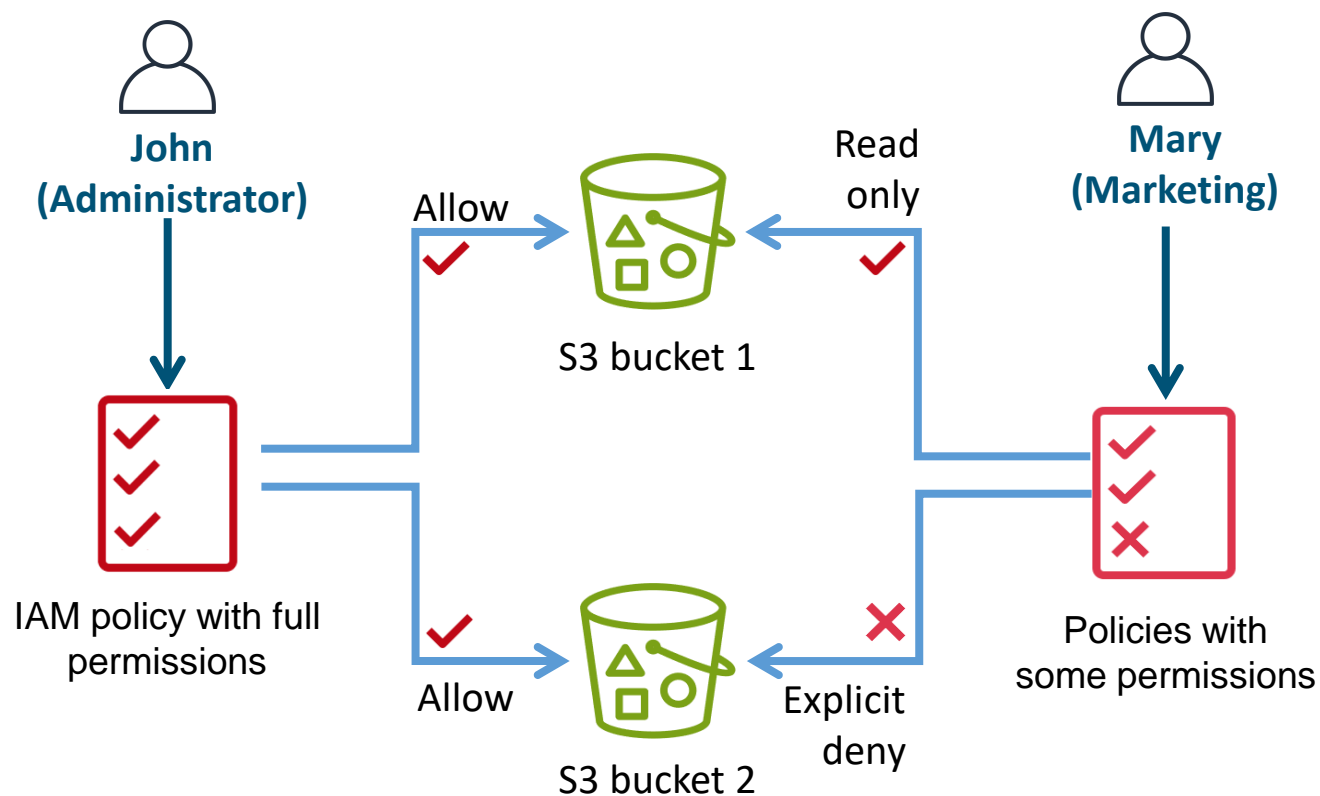 John
(Administrator)
Mary
(Marketing)
Allow
Read
only
S3 bucket 1
IAM policy with full
permissions
Policies with
some permissions
Allow
Explicit
deny
S3 bucket 2